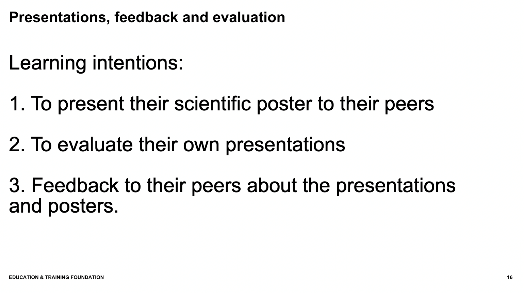 Presentations, feedback and evaluation
Learning intentions:
1. To present their scientific poster to their peers
2. To evaluate their own presentations
3. Feedback to their peers about the presentations
and posters.
EDUCATION & TRAINING FOUNDATION
16